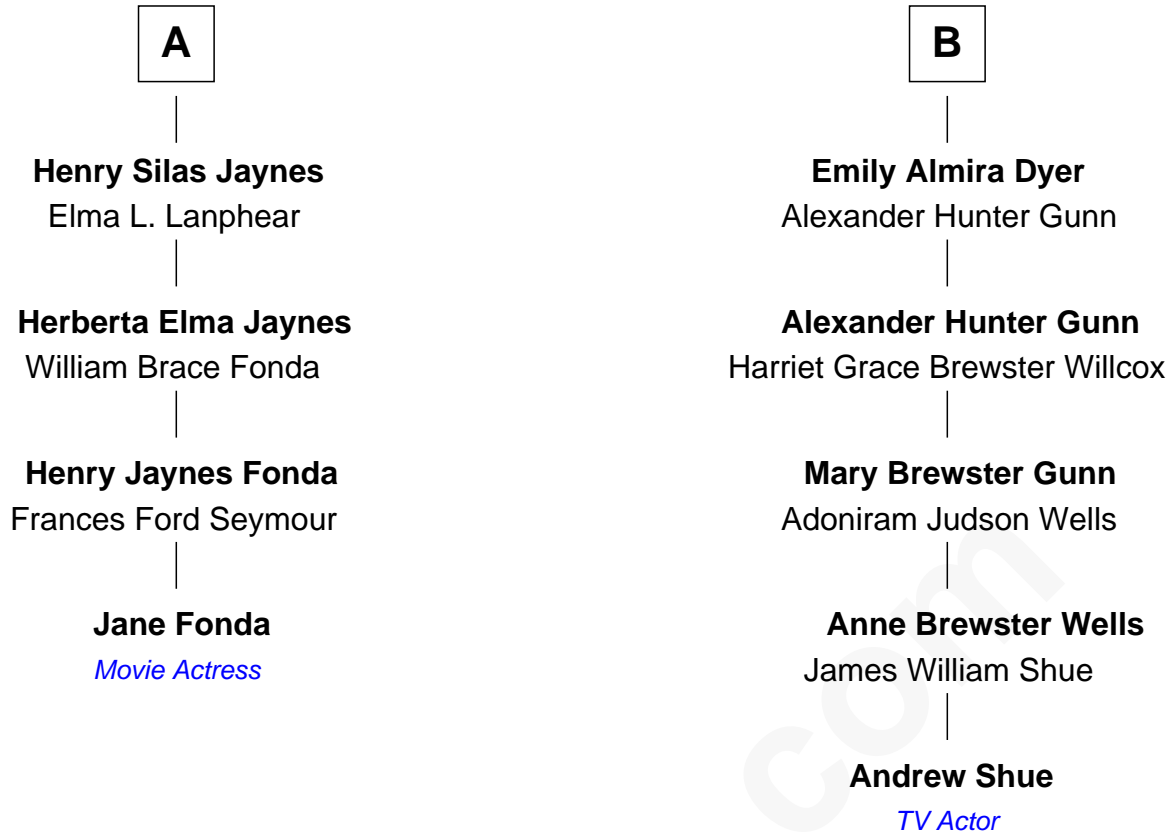 A
Henry Silas Jaynes
Elma L. Lanphear
Herberta Elma Jaynes
William Brace Fonda
Henry Jaynes Fonda
Frances Ford Seymour
Jane Fonda
Movie Actress
B
Emily Almira Dyer
Alexander Hunter Gunn
Alexander Hunter Gunn
Harriet Grace Brewster Willcox
Mary Brewster Gunn
Adoniram Judson Wells
Anne Brewster Wells
James William Shue
Andrew Shue
TV Actor
com